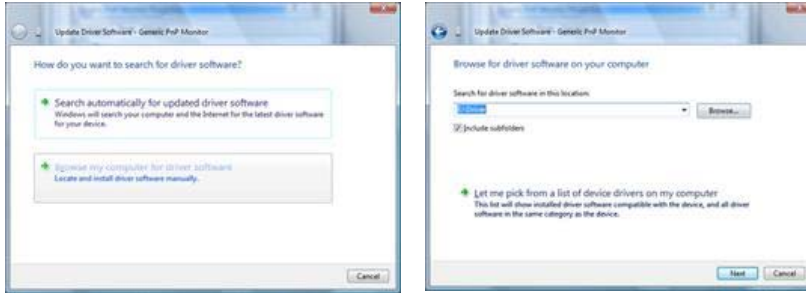 Update Driver Software - Generic PnP Monitor
How do you want to search for driver software?
Search automatically for updated driver software
Windows will search your computer and the Internet for the latest driver software
for your device.
Browse my computer for driver software
Locate and install driver software manually.
Cancel
Update Driver Software - Generic PnP Monitor
Browse for driver software on your computer
Search for driver software in this location:
Browse...
Include subfolders
Let me pick from a list of device drivers on my computer
This list will show installed driver software compatible with the device, and all driver
software in the same category as the device.
Next
Cancel